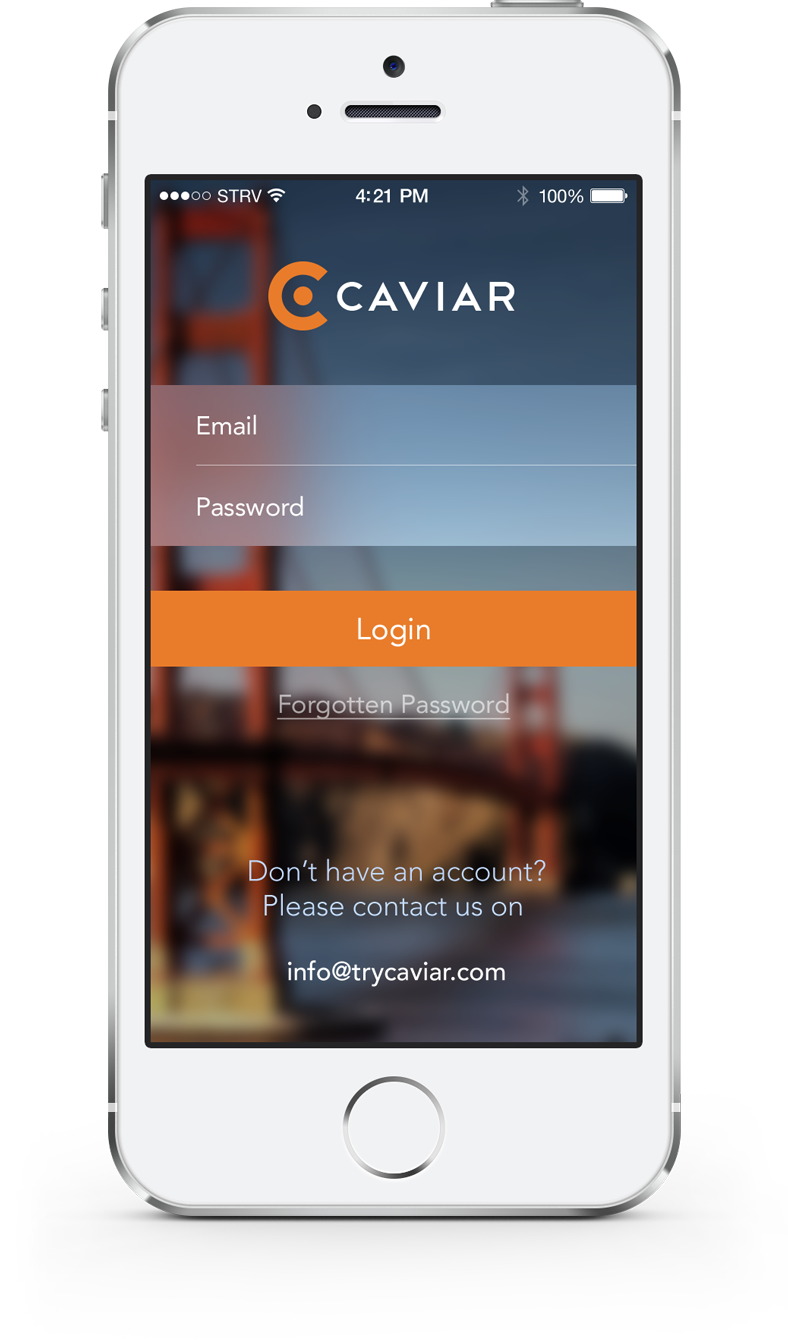 STRV 4:21 PM 100%
CAVIAR
Email
Password
Login
Forgotten Password
Don't have an account?
Please contact us on
info@trycaviar.com